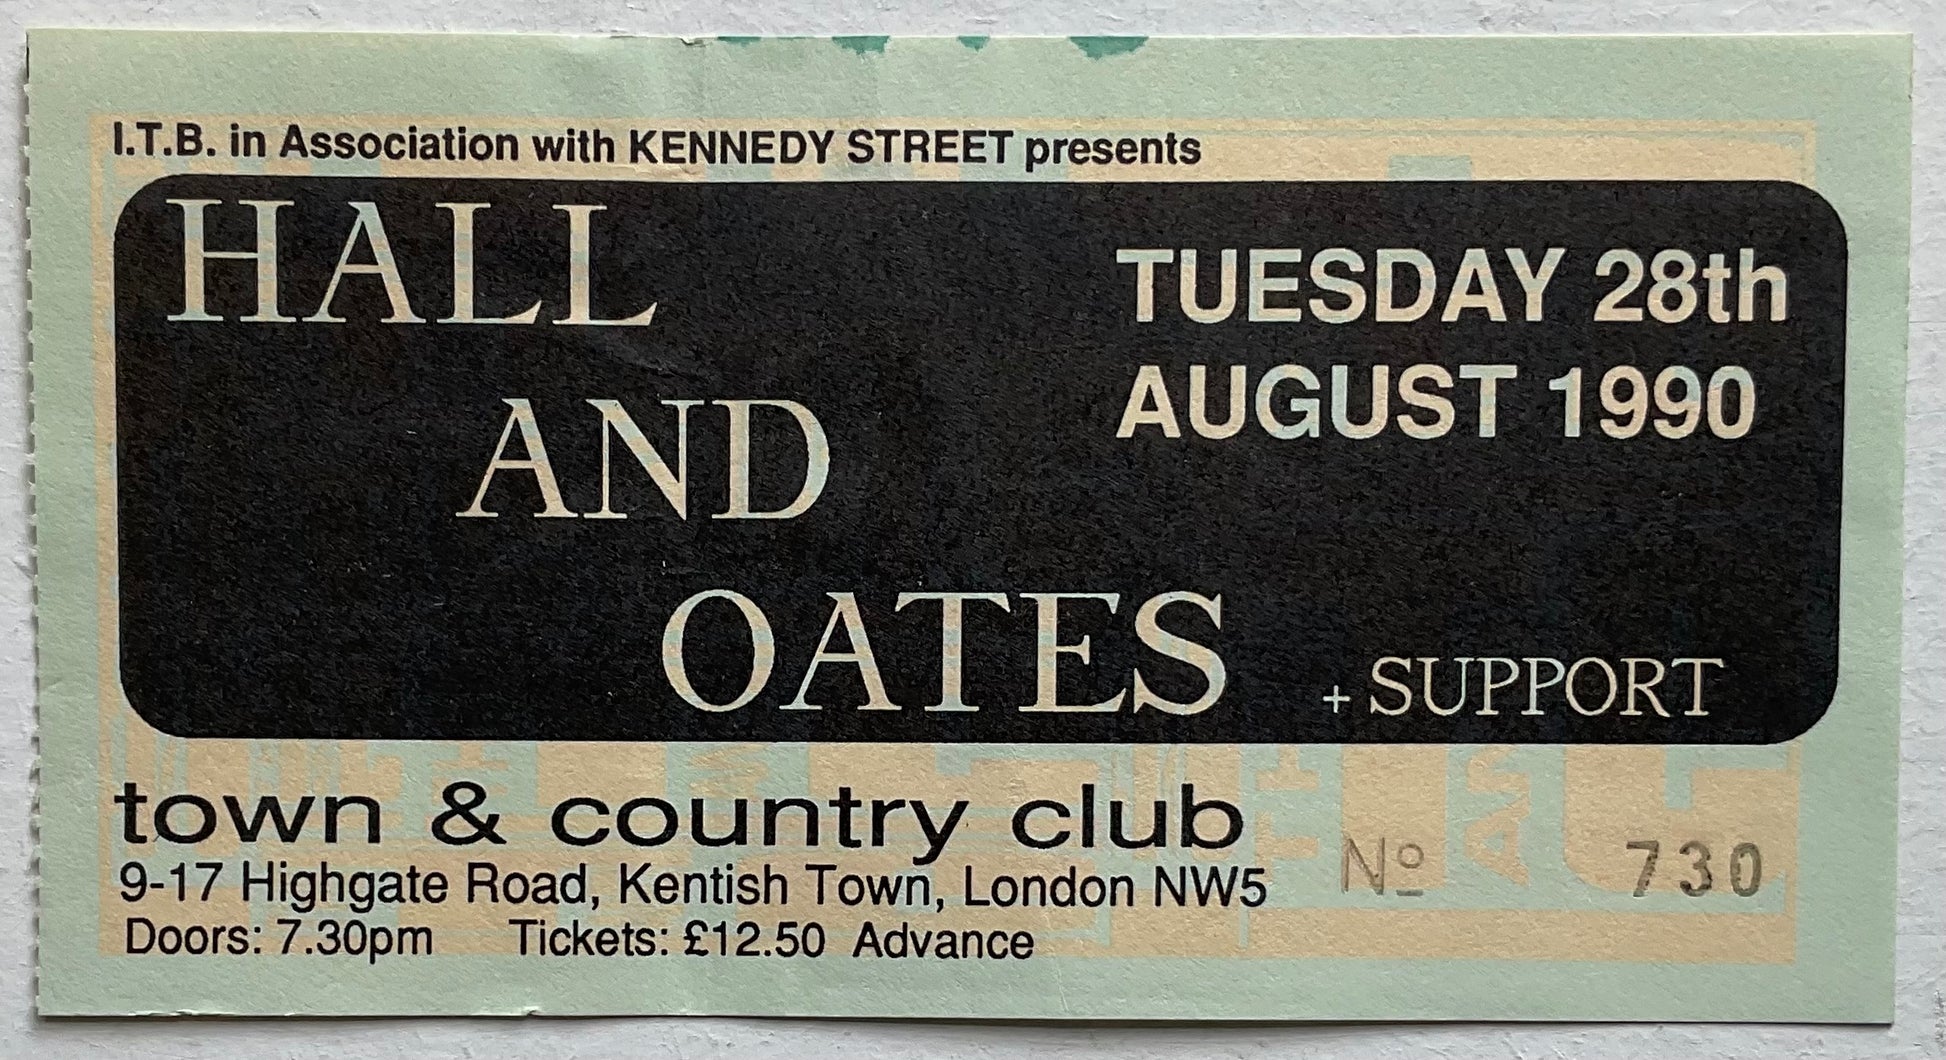 I.T.B. in Association with KENNEDY STREET presents
HALL
AND
OATES
TUESDAY 28th
AUGUST 1990
+ SUPPORT
town & country club
9-17 Highgate Road, Kentish Town, London NW5
Doors: 7.30pm Tickets: £12.50 Advance
Nº 730